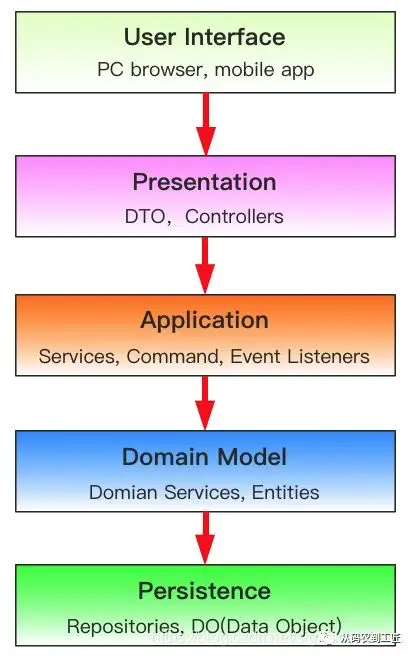 User Interface
PC browser, mobile app
Presentation
DTO，Controllers
Application
Services, Command, Event Listeners
Domain Model
Domian Services, Entities
Persistence
Repositories, DO(Data Object)
从码农到工匠